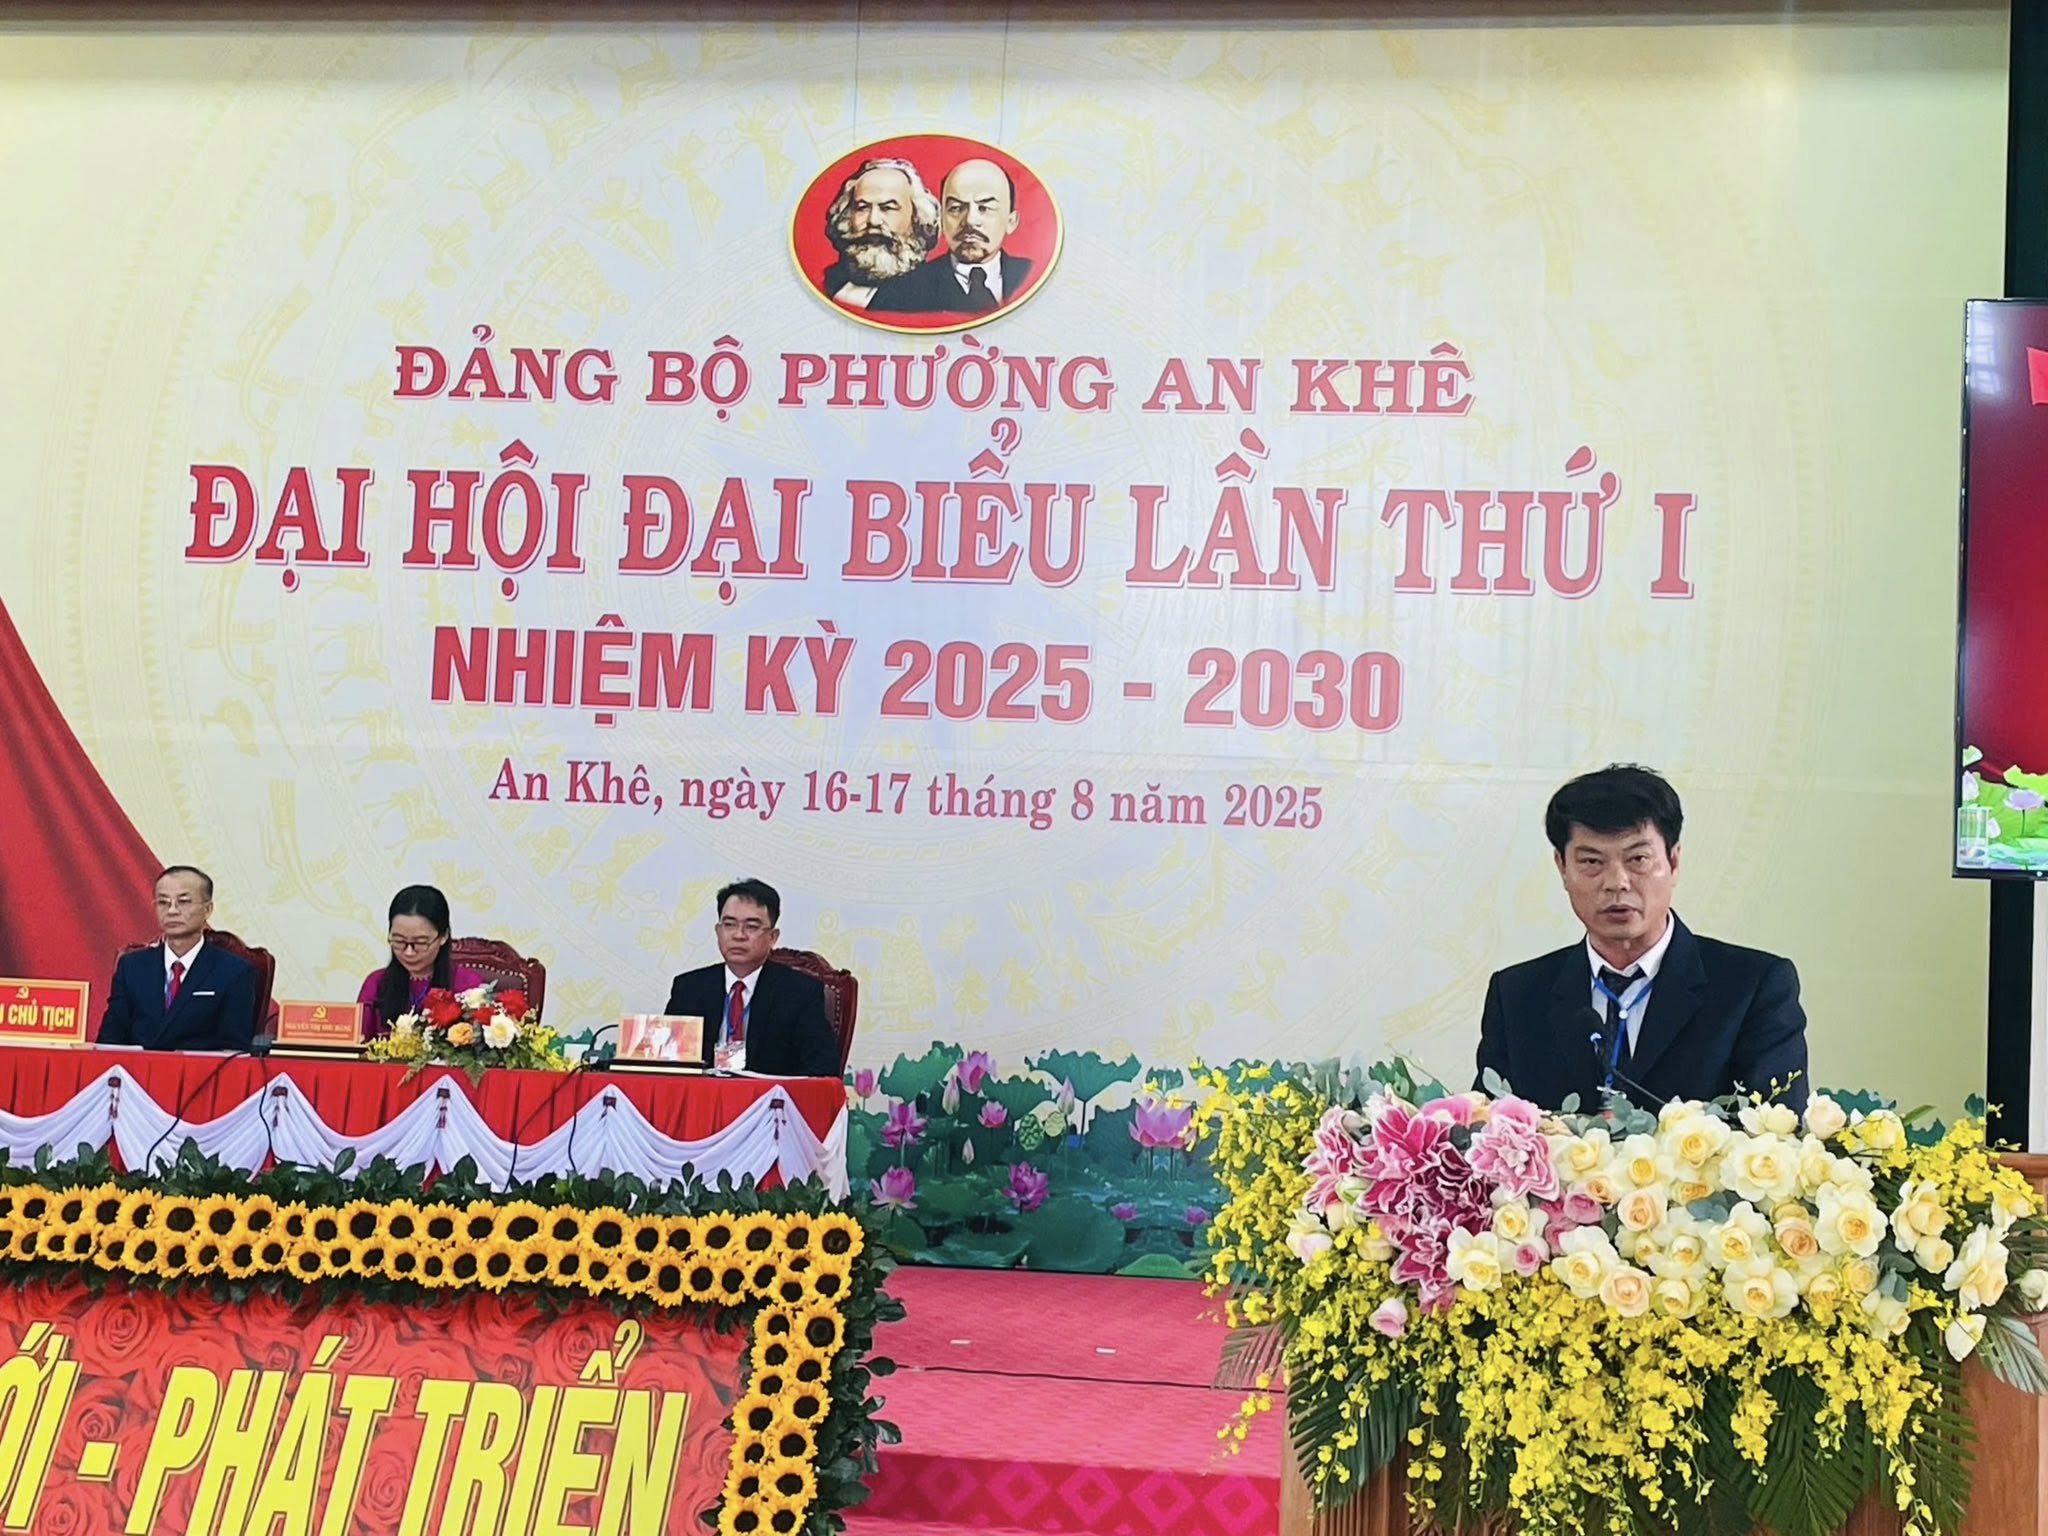 ĐẢNG BỘ PHƯỜNG AN KHÊ
ĐẠI HỘI ĐẠI BIỂU LẦN THỨ I
NHIỆM KỲ 2025 - 2030
An Khê, ngày 16-17 tháng 8 năm 2025
CHỦ TỊCH
- PHÁT TRIỂN